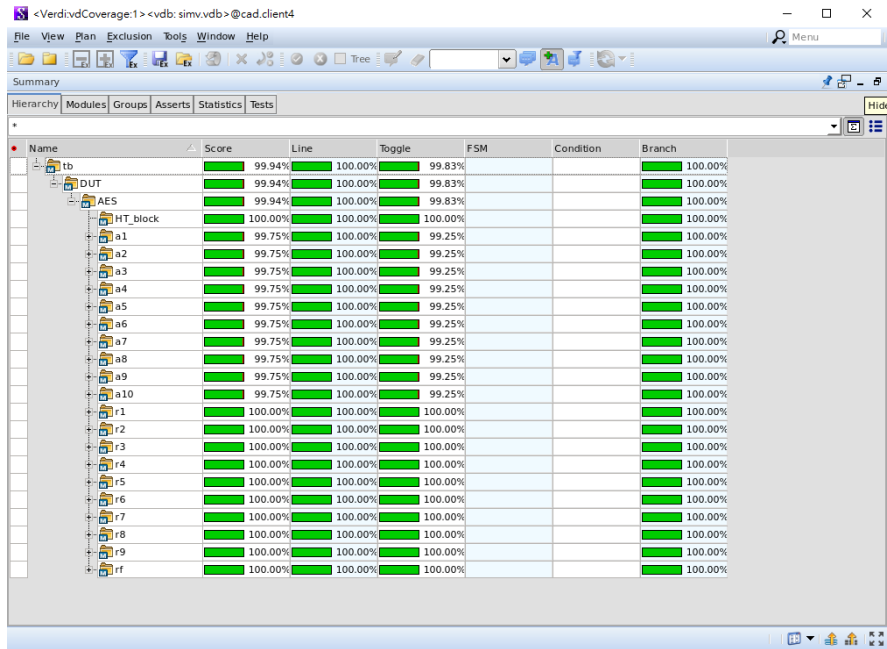 <Verdi:vdCoverage:1><vdb: simv.vdb>@cad.client4
File View Plan Exclusion Tools Window Help Menu
Tree
Summary
Hierarchy Modules Groups Asserts Statistics Tests Hide
*
Name Score Line Toggle FSM Condition Branch
tb 99.94% 100.00% 99.83% 100.00%
DUT 99.94% 100.00% 99.83% 100.00%
AES 99.94% 100.00% 99.83% 100.00%
HT_block 100.00% 100.00% 100.00% 100.00%
a1 99.75% 100.00% 99.25% 100.00%
a2 99.75% 100.00% 99.25% 100.00%
a3 99.75% 100.00% 99.25% 100.00%
a4 99.75% 100.00% 99.25% 100.00%
a5 99.75% 100.00% 99.25% 100.00%
a6 99.75% 100.00% 99.25% 100.00%
a7 99.75% 100.00% 99.25% 100.00%
a8 99.75% 100.00% 99.25% 100.00%
a9 99.75% 100.00% 99.25% 100.00%
a10 99.75% 100.00% 99.25% 100.00%
r1 100.00% 100.00% 100.00% 100.00%
r2 100.00% 100.00% 100.00% 100.00%
r3 100.00% 100.00% 100.00% 100.00%
r4 100.00% 100.00% 100.00% 100.00%
r5 100.00% 100.00% 100.00% 100.00%
r6 100.00% 100.00% 100.00% 100.00%
r7 100.00% 100.00% 100.00% 100.00%
r8 100.00% 100.00% 100.00% 100.00%
r9 100.00% 100.00% 100.00% 100.00%
rf 100.00% 100.00% 100.00% 100.00%